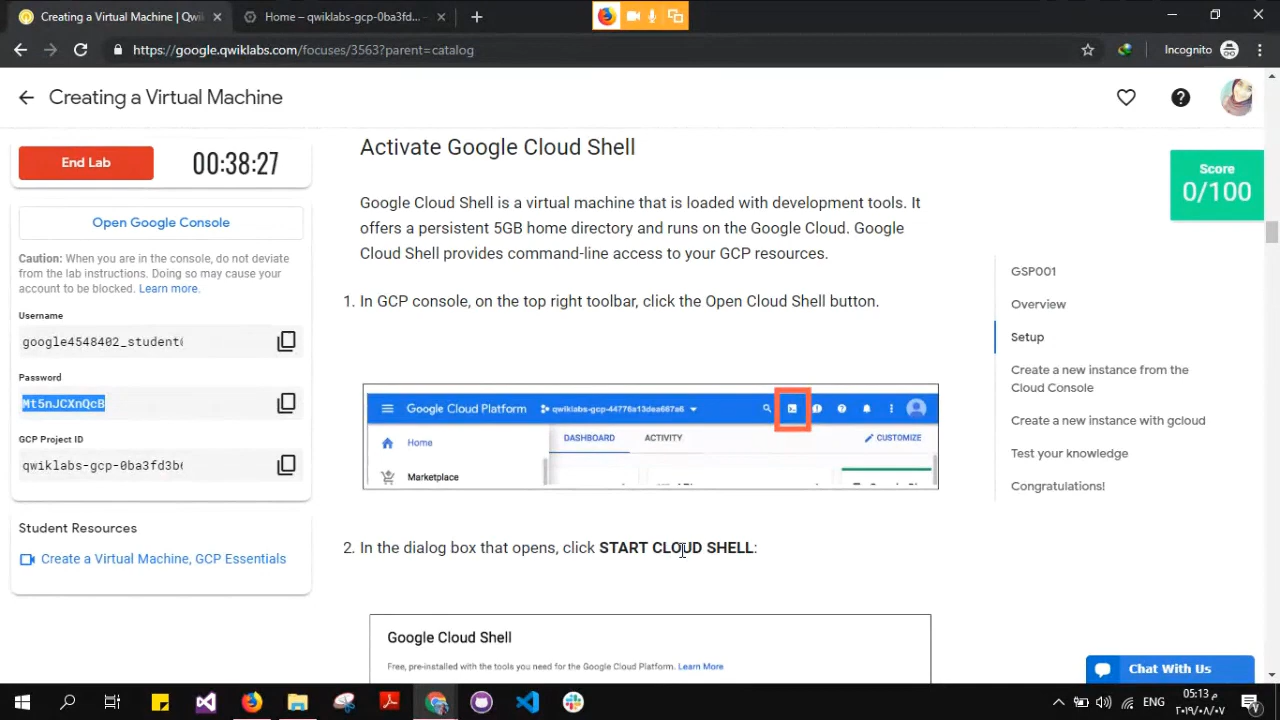 Creating a Virtual Machine | Qwi
Home – qwiklabs-gcp-0ba3fd...
https://google.qwiklabs.com/focuses/3563?parent=catalog
Incognito
Creating a Virtual Machine
End Lab
00:38:27
Open Google Console
Caution: When you are in the console, do not deviate
from the lab instructions. Doing so may cause your
account to be blocked. Learn more.
Username
google4548402_student
Password
Mt5nJCXnQcB
GCP Project ID
qwiklabs-gcp-0ba3fd3b
Student Resources
Create a Virtual Machine, GCP Essentials
Activate Google Cloud Shell
Google Cloud Shell is a virtual machine that is loaded with development tools. It
offers a persistent 5GB home directory and runs on the Google Cloud. Google
Cloud Shell provides command-line access to your GCP resources.
1. In GCP console, on the top right toolbar, click the Open Cloud Shell button.
Google Cloud Platform
qwiklabs-gcp-44776a13dea667a6
Home
DASHBOARD
ACTIVITY
CUSTOMIZE
Marketplace
2. In the dialog box that opens, click START CLOUD SHELL:
Google Cloud Shell
Free, pre-installed with the tools you need for the Google Cloud Platform. Learn More
Score
0/100
GSP001
Overview
Setup
Create a new instance from the
Cloud Console
Create a new instance with gcloud
Test your knowledge
Congratulations!
Chat With Us
ENG
05:13 م
٢٠١٩/٠٨/٠٧